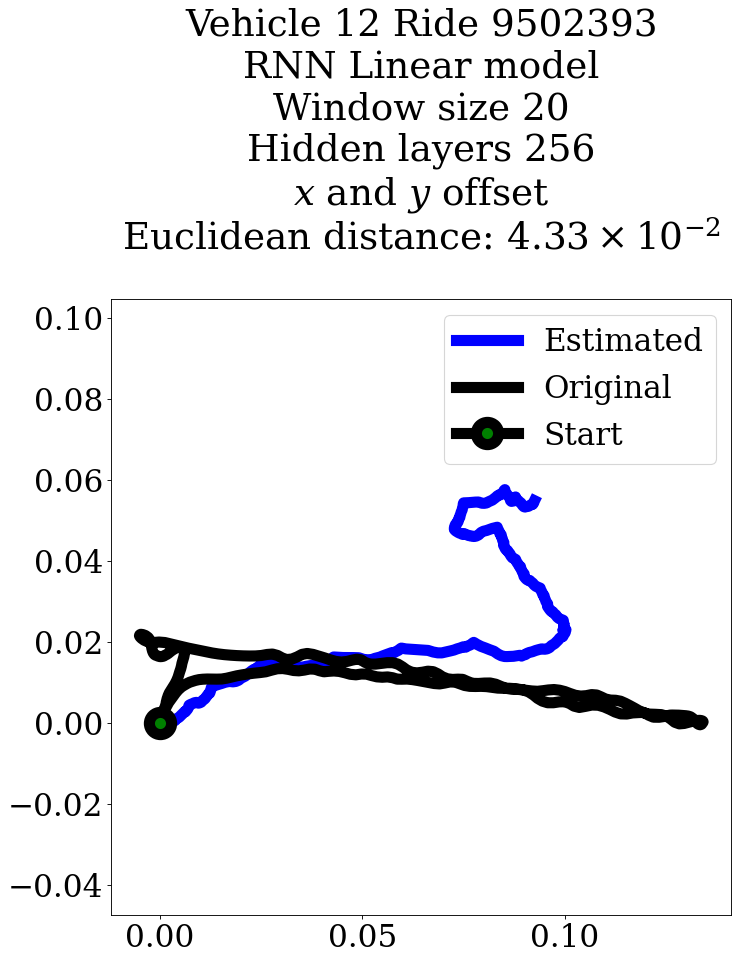 Vehicle 12 Ride 9502393
RNN Linear model
Window size 20
Hidden layers 256
x and y offset
Euclidean distance: 4.33 × 10⁻²
Estimated
Original
Start
0.10
0.08
0.06
0.04
0.02
0.00
−0.02
−0.04
0.00 0.05 0.10